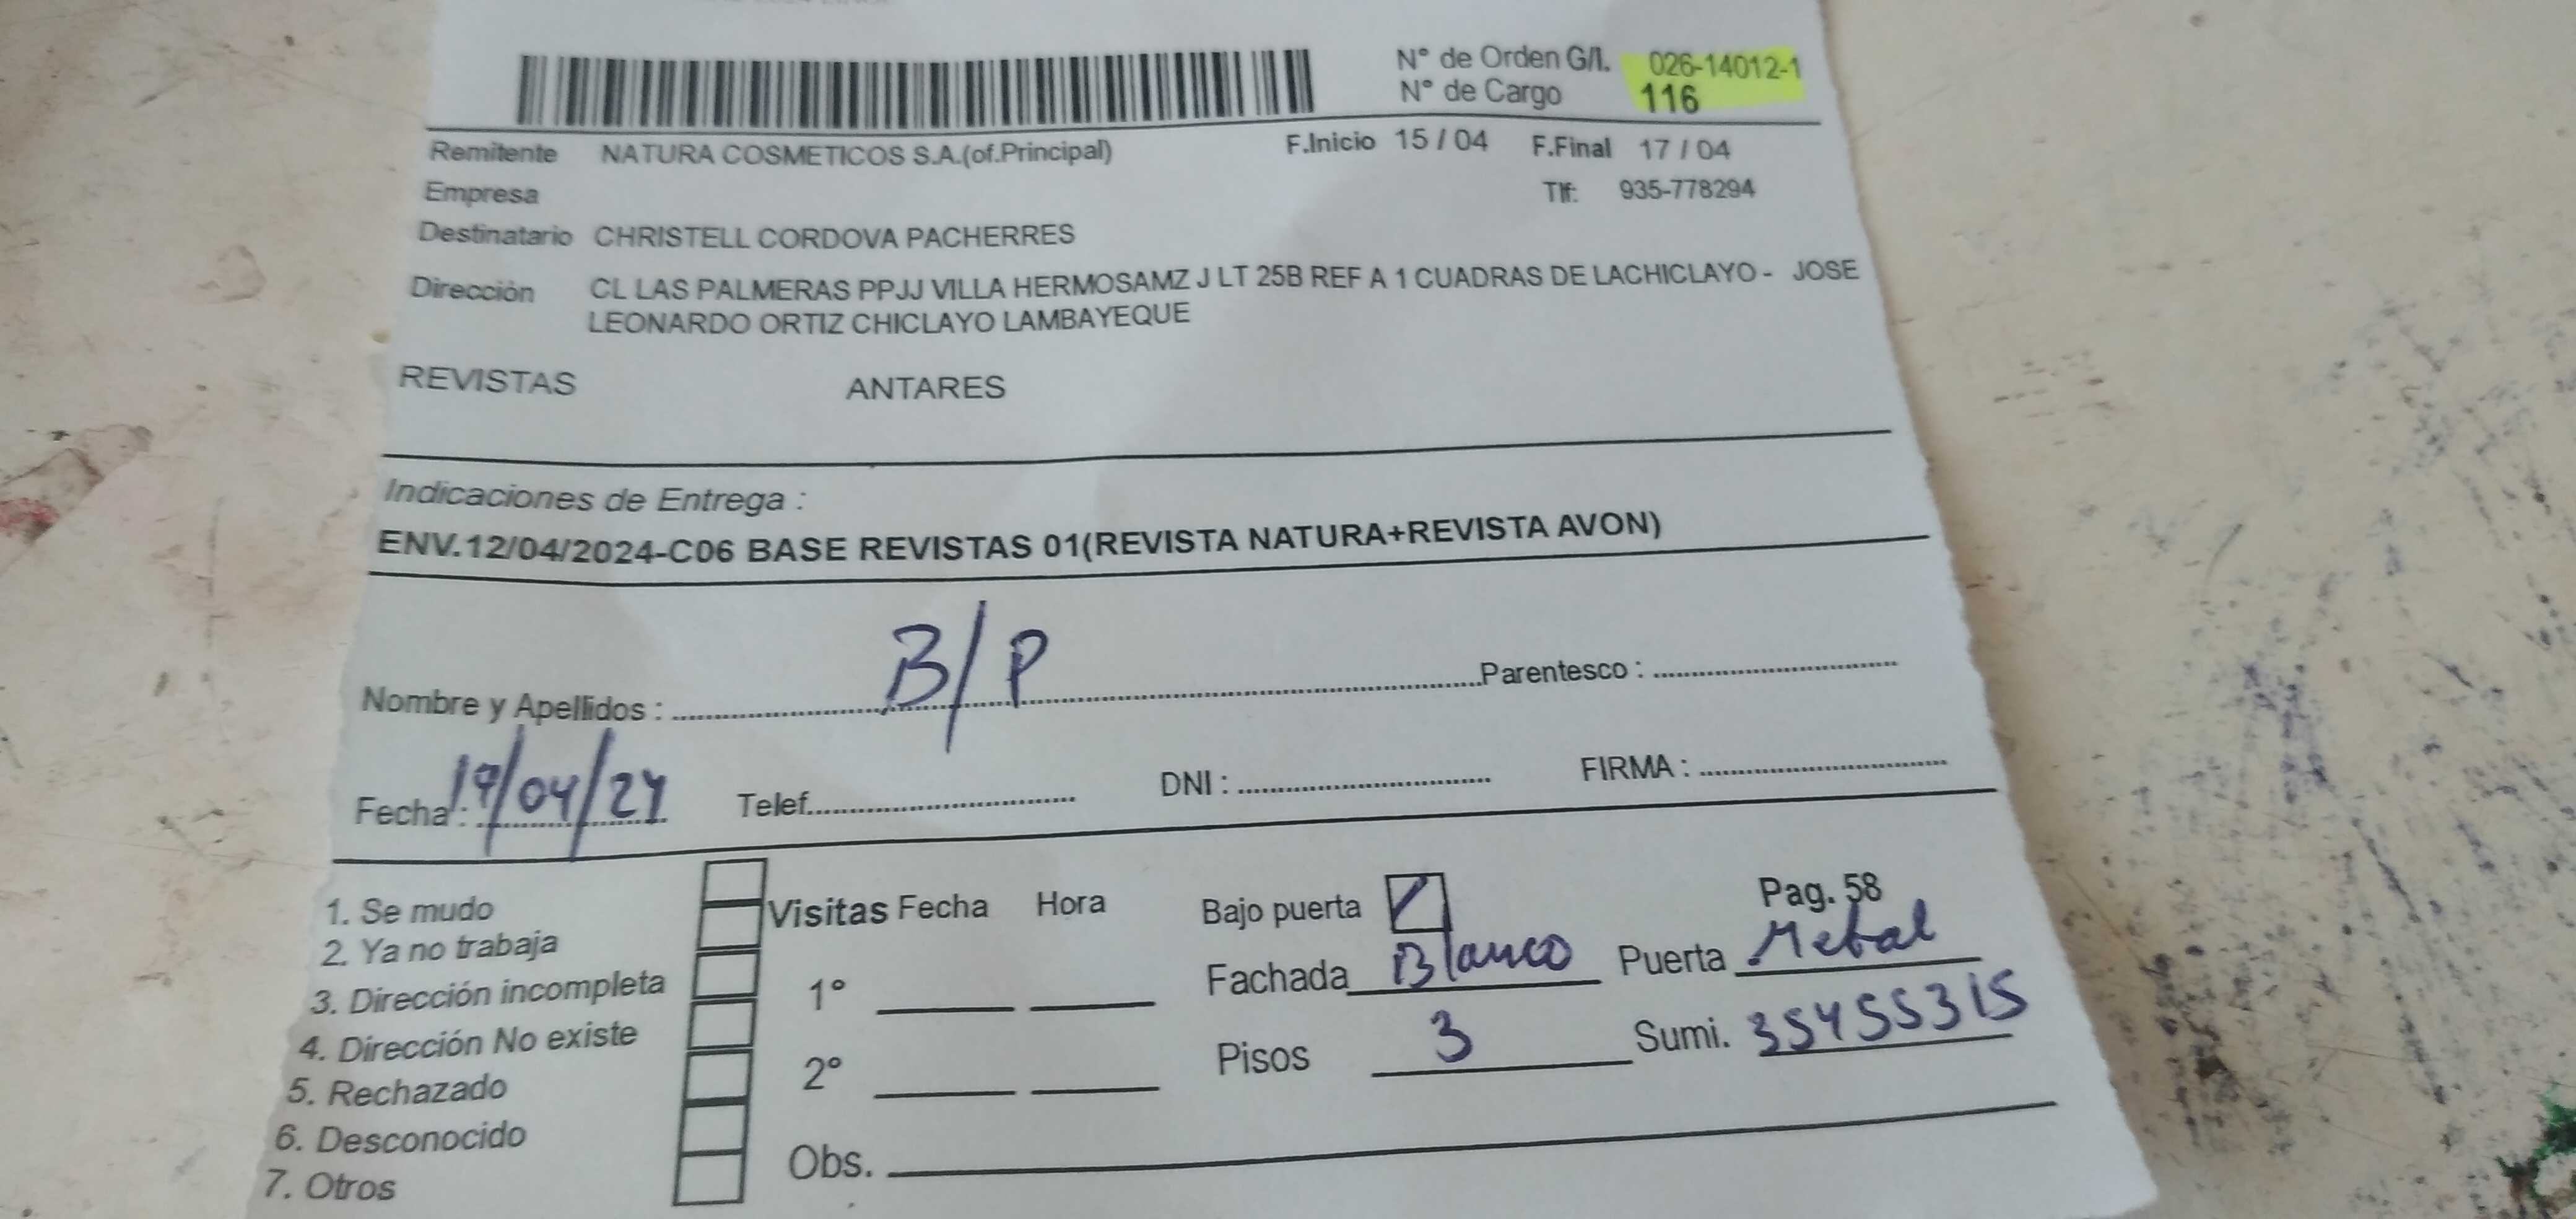 N° de Orden G/I. 026-14012-1
N° de Cargo 116
Remitente NATURA COSMETICOS S.A.(of.Principal) F.Inicio 15 / 04 F.Final 17 / 04
Empresa Tlf: 935-778294
Destinatario CHRISTELL CORDOVA PACHERRES
Dirección CL LAS PALMERAS PPJJ VILLA HERMOSAMZ J LT 25B REF A 1 CUADRAS DE LACHICLAYO - JOSE
LEONARDO ORTIZ CHICLAYO LAMBAYEQUE
REVISTAS ANTARES
Indicaciones de Entrega :
ENV.12/04/2024-C06 BASE REVISTAS 01(REVISTA NATURA+REVISTA AVON)
Nombre y Apellidos : B/P Parentesco :
Fecha : 17/04/24 Telef. DNI : FIRMA :
1. Se mudo
2. Ya no trabaja
3. Dirección incompleta
4. Dirección No existe
5. Rechazado
6. Desconocido
7. Otros
Visitas Fecha Hora
1°
2°
Obs.
Bajo puerta Pag. 58
Fachada Blanco Puerta Metal
Pisos 3 Sumi. 35455315